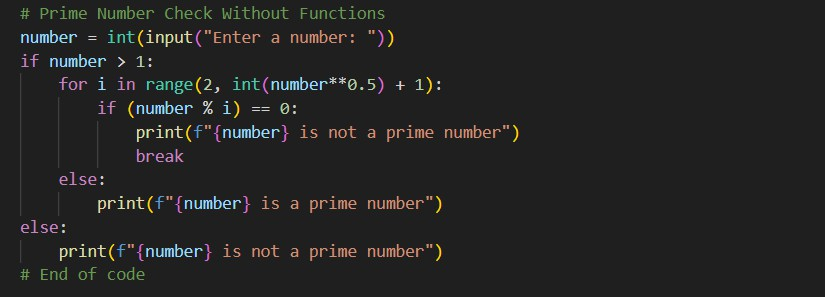 # Prime Number Check Without Functions
number = int(input("Enter a number: "))
if number > 1:
    for i in range(2, int(number**0.5) + 1):
        if (number % i) == 0:
            print(f"{number} is not a prime number")
            break
    else:
        print(f"{number} is a prime number")
else:
    print(f"{number} is not a prime number")
# End of code